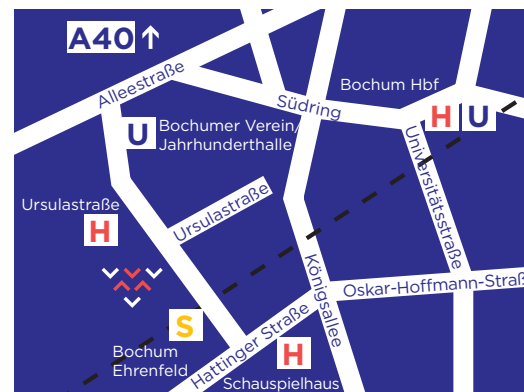 A40 ↑
Alleestraße
Bochum Hbf
Südring
H U
U Bochumer Verein/
Jahrhunderthalle
Universitätsstraße
Ursulastraße
H
Ursulastraße
Königsallee
Oskar-Hoffmann-Straß
S
Bochum
Ehrenfeld
Hattinger Straße
H
Schauspielhaus